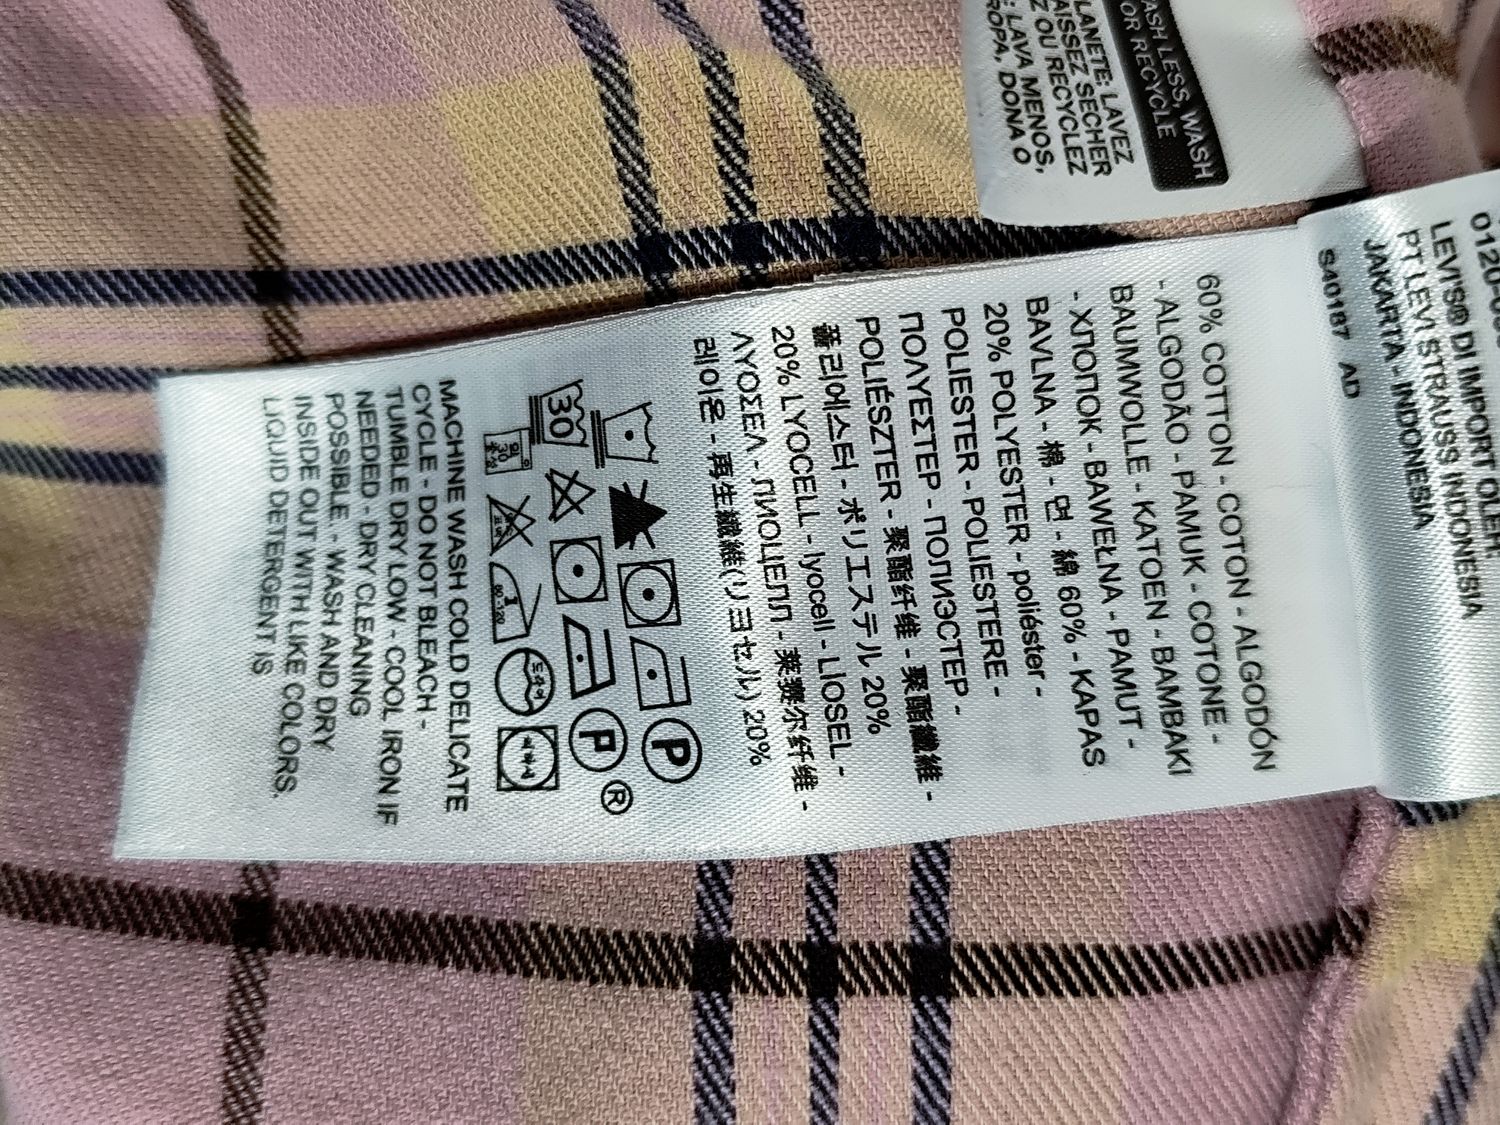 LANETE: LAVEZ
AISSEZ SECHER
Z OU RECYCLEZ
: LAVA MENOS,
ROPA, DONA O
ASH LESS, WASH
OR RECYCLE
LEVI'S® DI IMPORT OLEH
PT LEVI STRAUSS INDONESIA
JAKARTA - INDONESIA
S40187 AD
60% COTTON - COTON - ALGODÓN
- ALGODÃO - PAMUK - COTONE -
BAUMWOLLE - KATOEN - BAMBAKI
- ХΠΟΠΟΚ - BAWEŁNA - PAMUT -
BAVLNA - 棉 - 면 - 綿 60% - KAPAS
20% POLYESTER - poliéster -
POLIESTER - POLIESTERE -
ΠΟΛΥΕΣΤΕΡ - ПОЛИЭСТЕР -
POLIÉSZTER - 聚酯纤维 - 聚酯纖維 -
폴리에스터 - ポリエステル 20%
20% LYOCELL - lyocell - LIOSEL -
ΛΥΟΣΕΛ - ЛИОЦЕЛЛ - 莱赛尔纤维 -
레이온 - 再生繊維(リヨセル) 20%
30
P
P
®
MACHINE WASH COLD DELICATE
CYCLE - DO NOT BLEACH -
TUMBLE DRY LOW - COOL IRON IF
NEEDED - DRY CLEANING
POSSIBLE - WASH AND DRY
INSIDE OUT WITH LIKE COLORS.
LIQUID DETERGENT IS